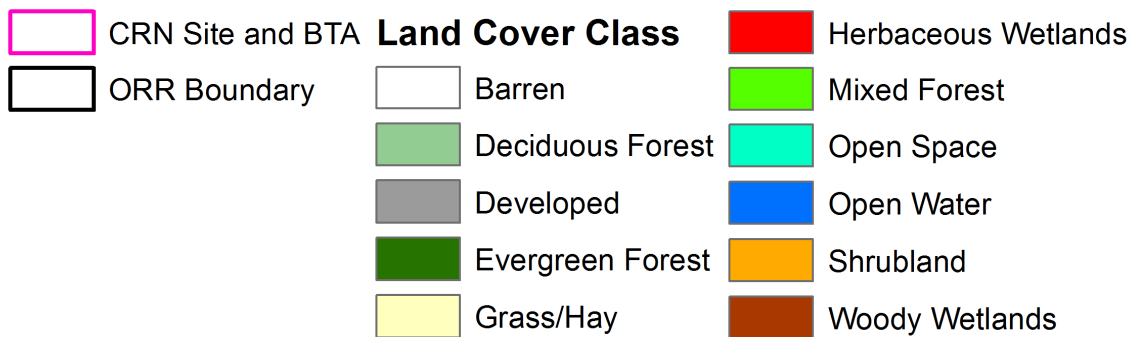 CRN Site and BTA
ORR Boundary
Land Cover Class
Barren
Deciduous Forest
Developed
Evergreen Forest
Grass/Hay
Herbaceous Wetlands
Mixed Forest
Open Space
Open Water
Shrubland
Woody Wetlands